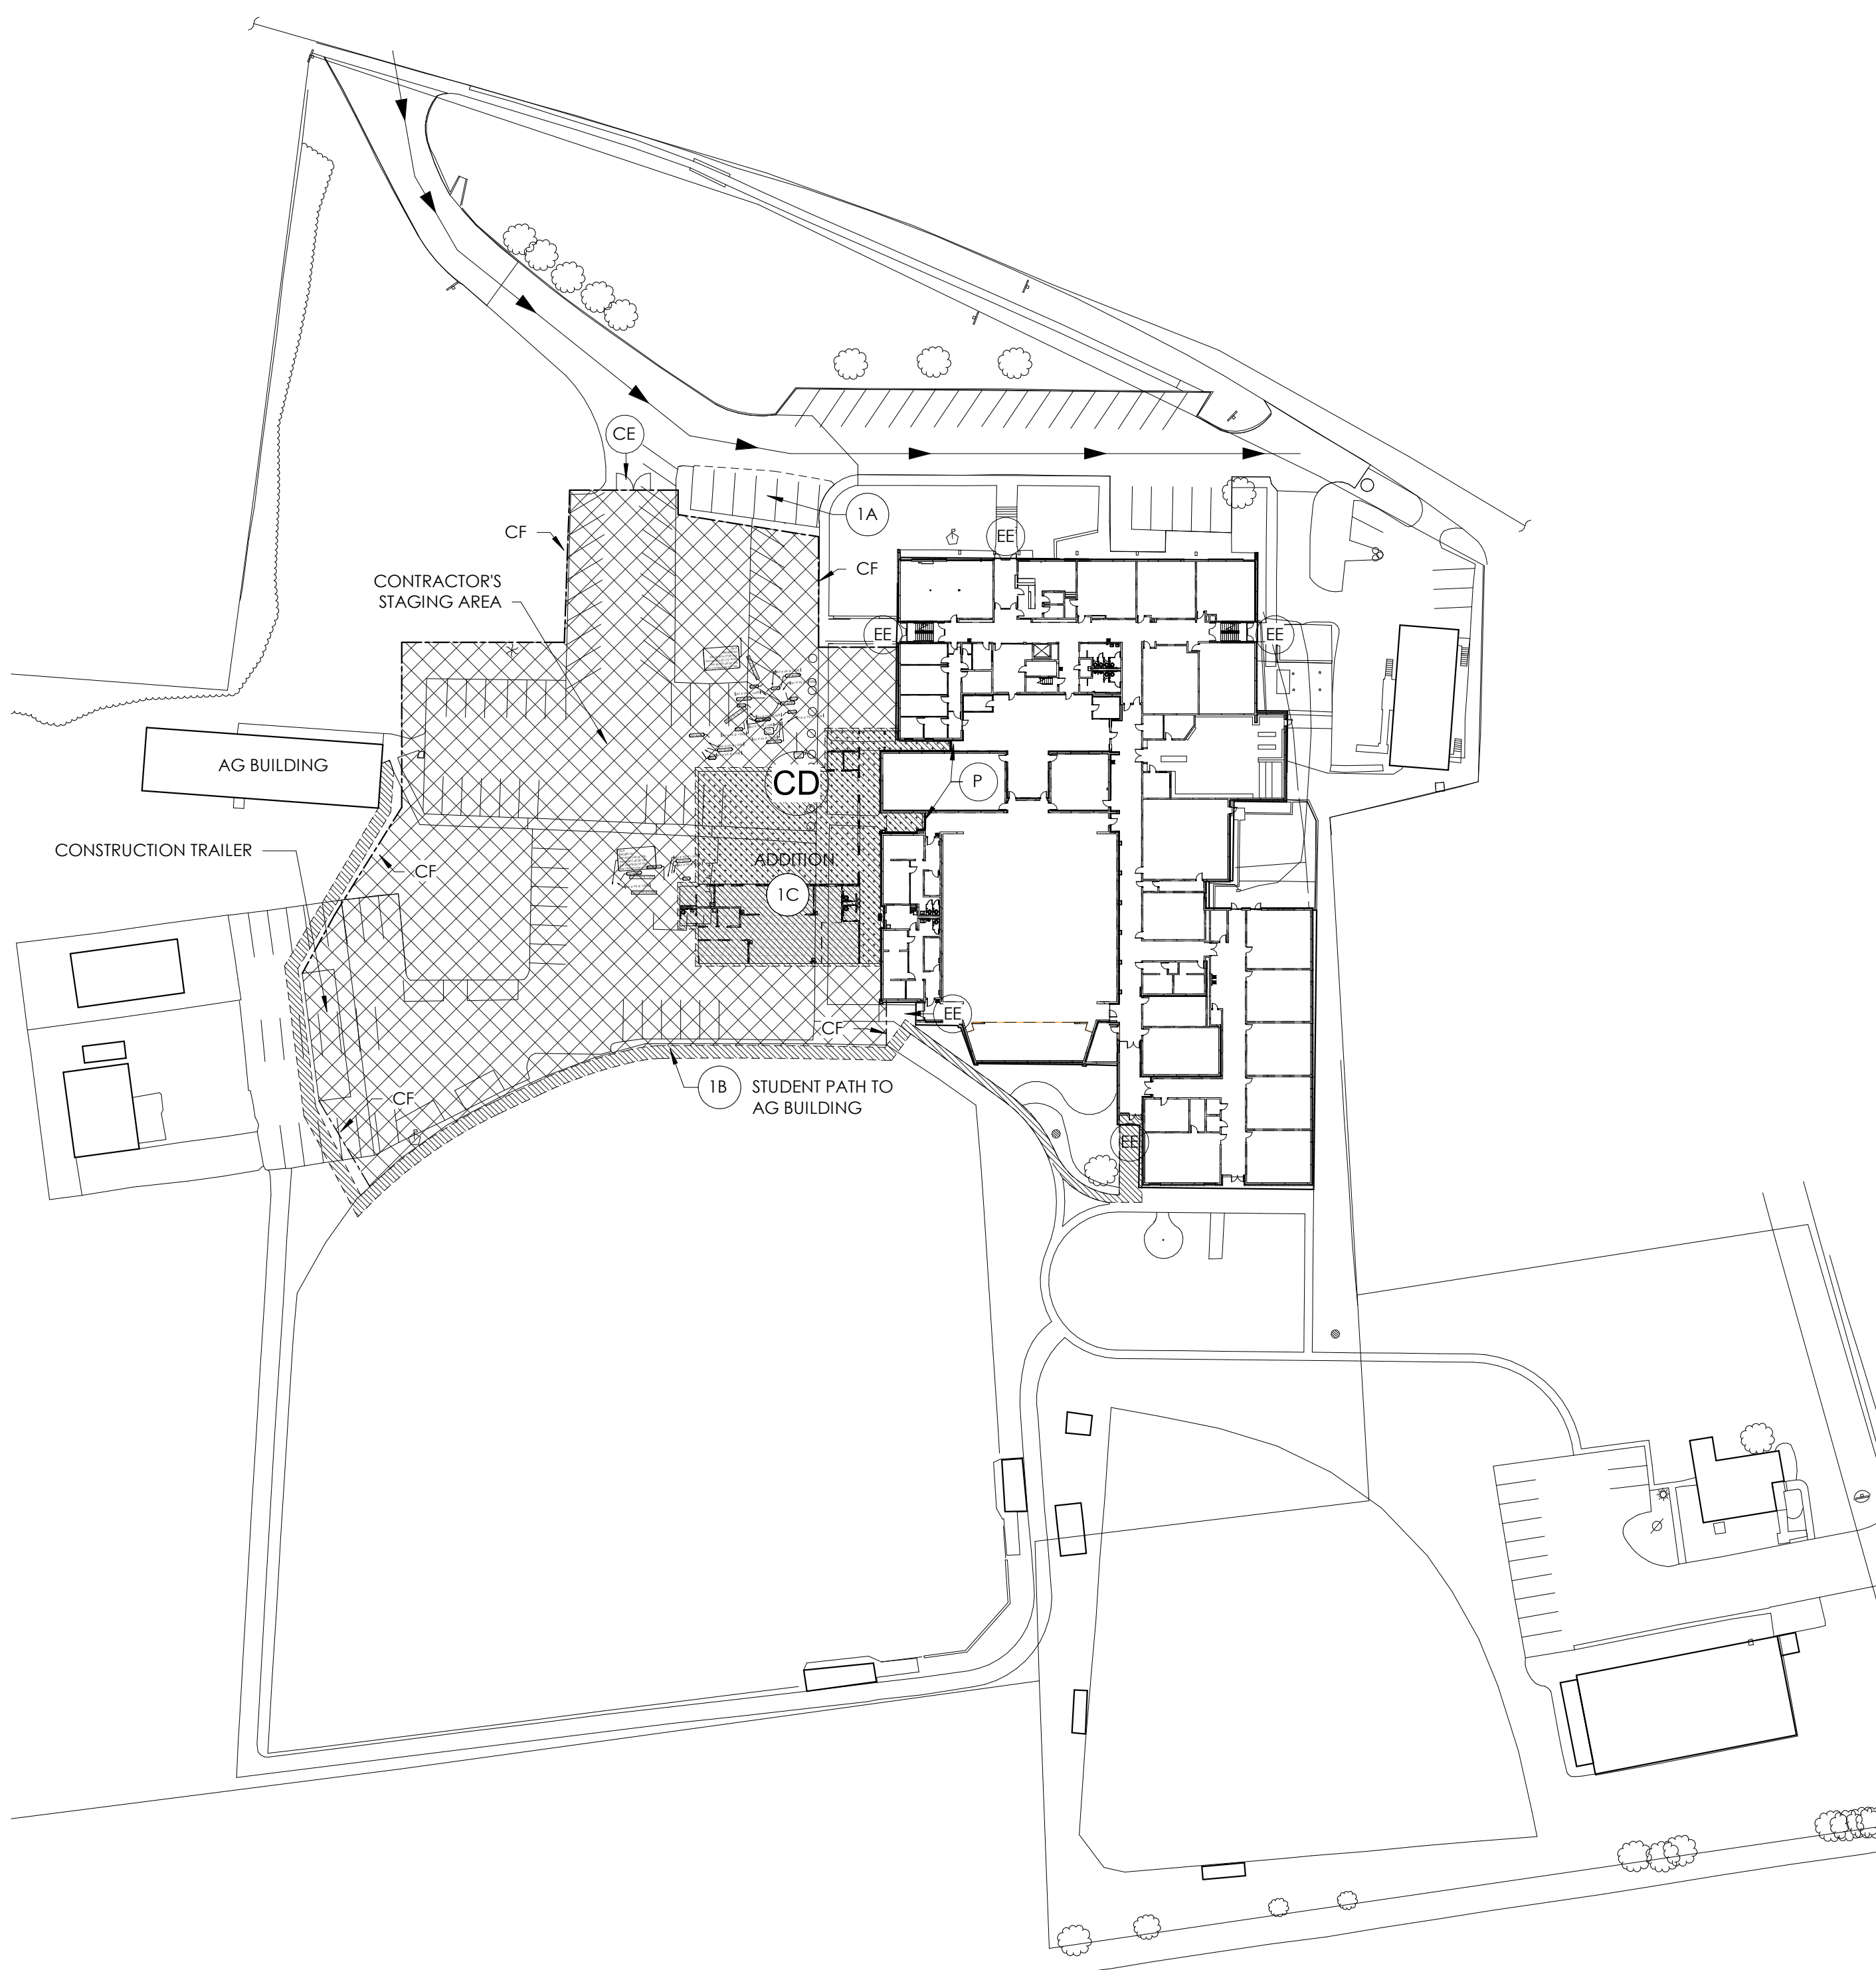 CE
1A
CF
EE
CF
CONTRACTOR'S
STAGING AREA
EE
EE
AG BUILDING
CD
P
CONSTRUCTION TRAILER
ADDITION
CF
1C
EE
CF
1B
STUDENT PATH TO
AG BUILDING
CF
EE